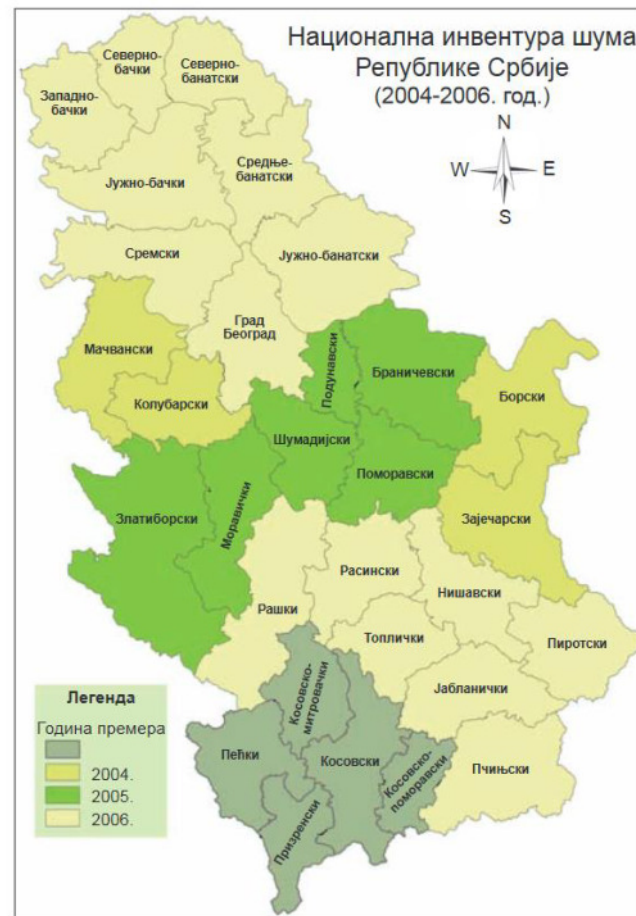 Национална инвентура шума
Републике Србије
(2004-2006. год.)
N
W
E
S
Северно-
бачки
Северно-
банатски
Западно-
бачки
Средње-
банатски
Јужно-бачки
Сремски
Јужно-банатски
Град
Београд
Мачвански
Подунавски
Браничевски
Копубарски
Борски
Шумадијски
Поморавски
Златиборски
Моравички
Зајечарски
Расински
Нишавски
Рашки
Топлички
Пиротски
Јабланички
Косовско-
митровачки
Пећки
Косовски
Косовско-
поморавски
Пчињски
Призренски
Легенда
Година премера
2004.
2005.
2006.